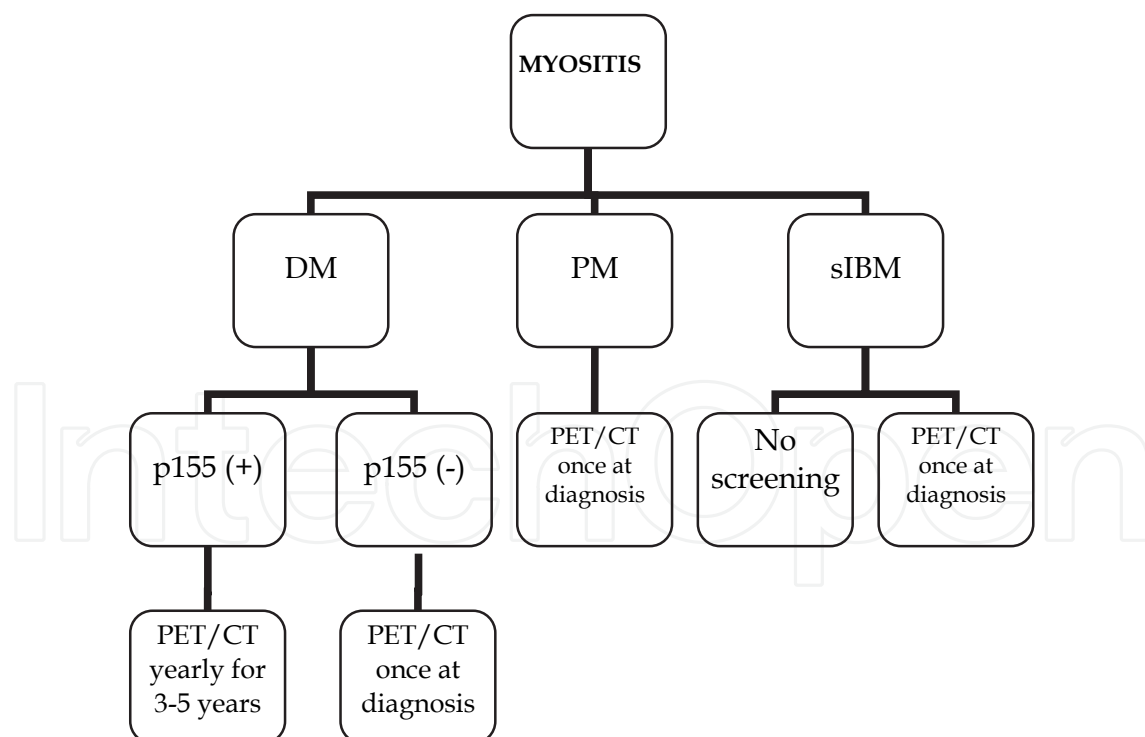 MYOSITIS
DM
PM
sIBM
p155 (+)
p155 (-)
PET/CT
once at
diagnosis
No
screening
PET/CT
once at
diagnosis
PET/CT
yearly for
3-5 years
PET/CT
once at
diagnosis
IntechOpen